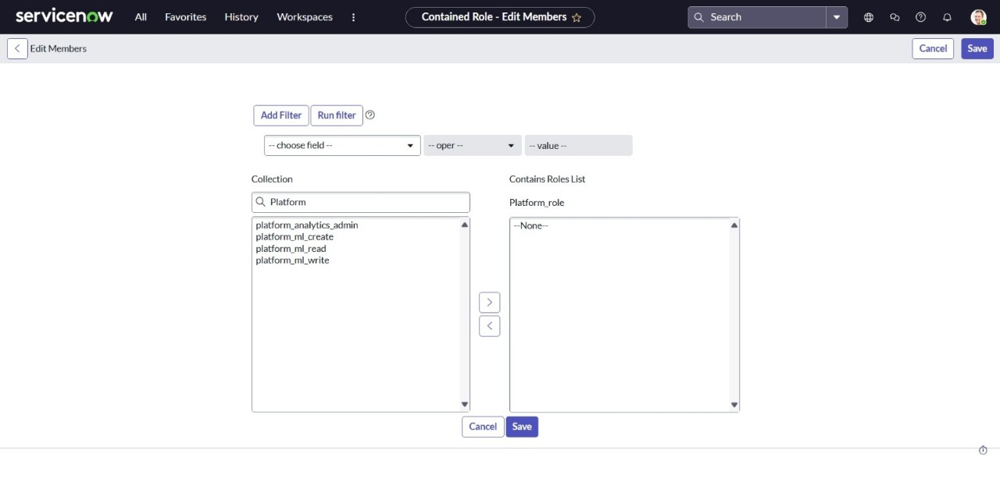 servicenow All Favorites History Workspaces Contained Role - Edit Members Search
Edit Members Cancel Save
Add Filter Run filter
-- choose field -- -- oper -- -- value --
Collection Contains Roles List
Platform Platform_role
platform_analytics_admin --None--
platform_ml_create
platform_ml_read
platform_ml_write
Cancel Save